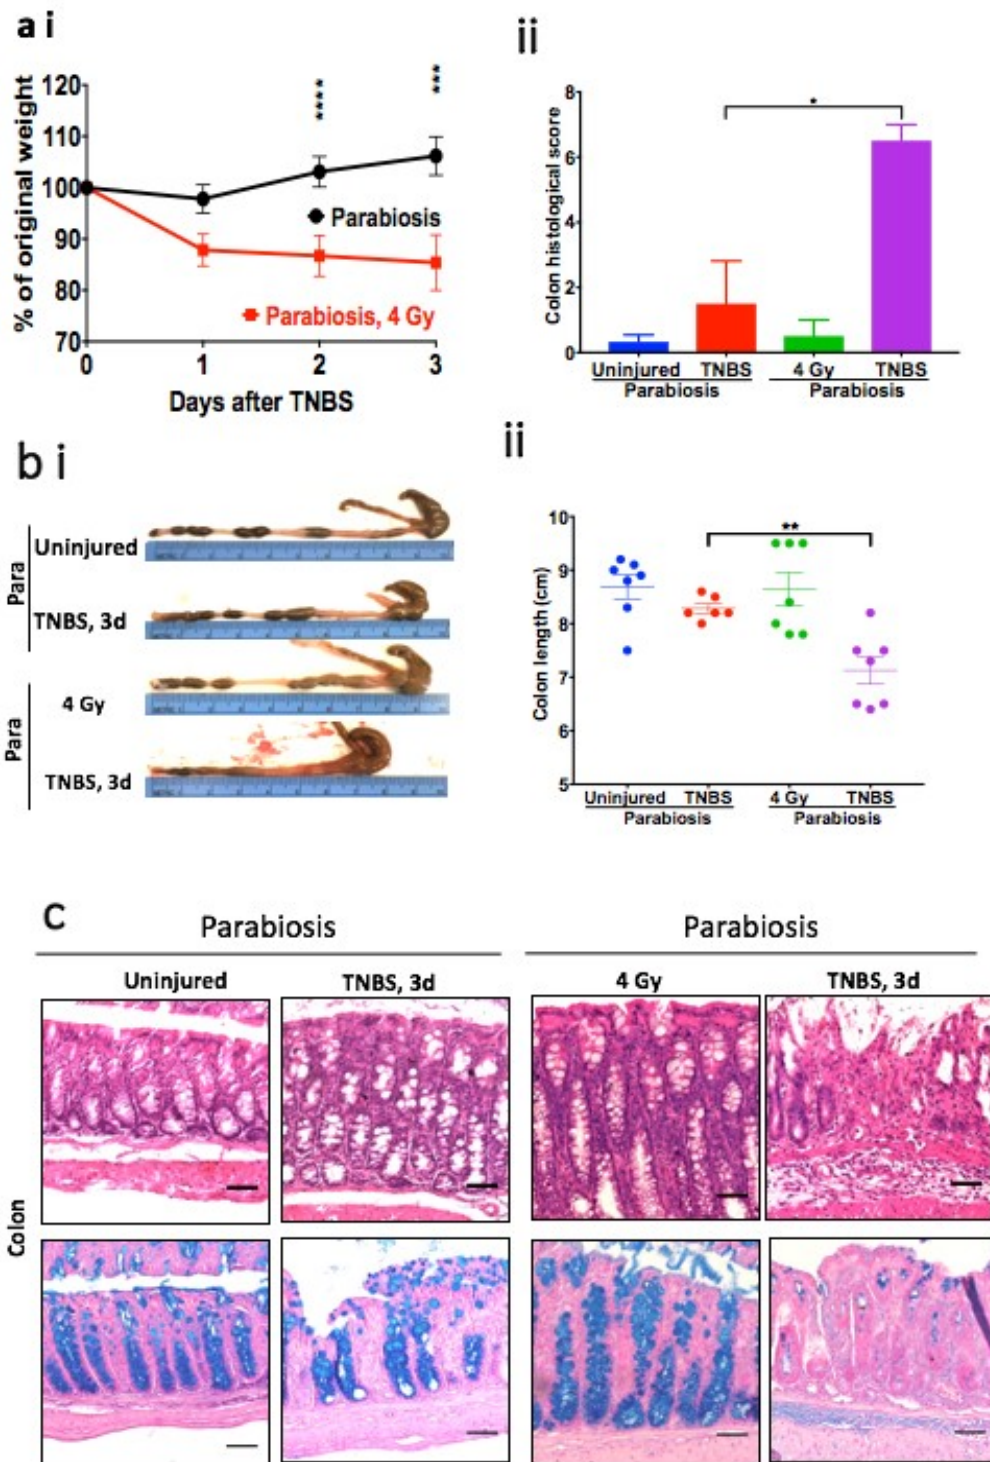 a i
ii
% of original weight
120
110
100
90
80
70
0
1
2
3
****
***
Parabiosis
Parabiosis, 4 Gy
Days after TNBS
Colon histological score
8
6
4
2
0
*
Uninjured TNBS 4 Gy TNBS
Parabiosis Parabiosis
b i
ii
Para
Uninjured
TNBS, 3d
Para
4 Gy
TNBS, 3d
Colon length (cm)
10
9
8
7
6
5
**
Uninjured TNBS 4 Gy TNBS
Parabiosis Parabiosis
c
Parabiosis Parabiosis
Uninjured TNBS, 3d 4 Gy TNBS, 3d
Colon